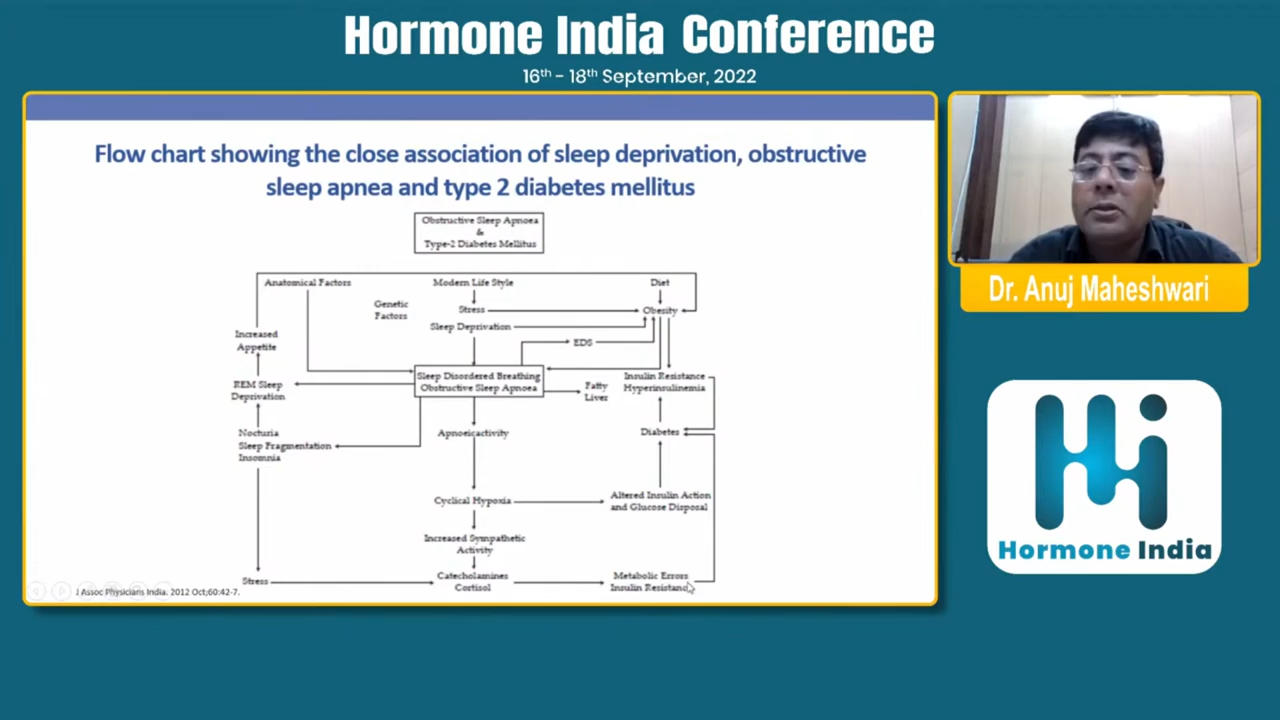 Hormone India Conference
16th - 18th September, 2022
Flow chart showing the close association of sleep deprivation, obstructive
sleep apnea and type 2 diabetes mellitus
Obstructive Sleep Apnoea
&
Type-2 Diabetes Mellitus
Anatomical Factors
Modern Life Style
Diet
Genetic
Factors
Stress
Obesity
Sleep Deprivation
Increased
Appetite
EDS
Sleep Disordered Breathing
Obstructive Sleep Apnoea
Insulin Resistance
Hyperinsulinemia
REM Sleep
Deprivation
Fatty
Liver
Nocturia
Sleep Fragmentation
Insomnia
Apnoeicactivity
Diabetes
Cyclical Hypoxia
Altered Insulin Action
and Glucose Disposal
Increased Sympathetic
Activity
Stress
Catecholamines
Cortisol
Metabolic Errors
Insulin Resistance
J Assoc Physicians India. 2012 Oct;60:42-7.
Dr. Anuj Maheshwari
Hormone India